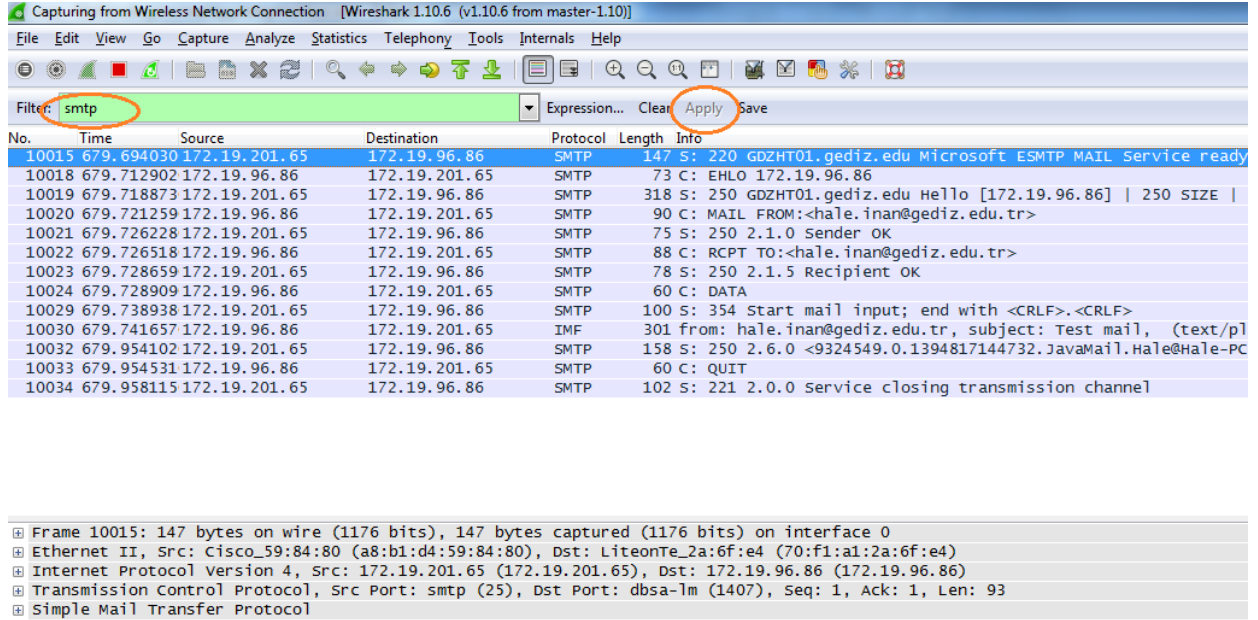 Capturing from Wireless Network Connection [Wireshark 1.10.6 (v1.10.6 from master-1.10)]
File Edit View Go Capture Analyze Statistics Telephony Tools Internals Help
Filter: smtp Expression... Clear Apply Save
No. Time Source Destination Protocol Length Info
10015 679.694030 172.19.201.65 172.19.96.86 SMTP 147 S: 220 GDZHT01.gediz.edu Microsoft ESMTP MAIL Service ready
10018 679.712902 172.19.96.86 172.19.201.65 SMTP 73 C: EHLO 172.19.96.86
10019 679.718873 172.19.201.65 172.19.96.86 SMTP 318 S: 250 GDZHT01.gediz.edu Hello [172.19.96.86] | 250 SIZE |
10020 679.721259 172.19.96.86 172.19.201.65 SMTP 90 C: MAIL FROM:<hale.inan@gediz.edu.tr>
10021 679.726228 172.19.201.65 172.19.96.86 SMTP 75 S: 250 2.1.0 Sender OK
10022 679.726518 172.19.96.86 172.19.201.65 SMTP 88 C: RCPT TO:<hale.inan@gediz.edu.tr>
10023 679.728659 172.19.201.65 172.19.96.86 SMTP 78 S: 250 2.1.5 Recipient OK
10024 679.728909 172.19.96.86 172.19.201.65 SMTP 60 C: DATA
10029 679.738938 172.19.201.65 172.19.96.86 SMTP 100 S: 354 Start mail input; end with <CRLF>.<CRLF>
10030 679.741657 172.19.96.86 172.19.201.65 IMF 301 from: hale.inan@gediz.edu.tr, subject: Test mail, (text/pl
10032 679.954102 172.19.201.65 172.19.96.86 SMTP 158 S: 250 2.6.0 <9324549.0.1394817144732.JavaMail.Hale@Hale-PC
10033 679.954531 172.19.96.86 172.19.201.65 SMTP 60 C: QUIT
10034 679.958115 172.19.201.65 172.19.96.86 SMTP 102 S: 221 2.0.0 Service closing transmission channel
Frame 10015: 147 bytes on wire (1176 bits), 147 bytes captured (1176 bits) on interface 0
Ethernet II, Src: Cisco_59:84:80 (a8:b1:d4:59:84:80), Dst: LiteonTe_2a:6f:e4 (70:f1:a1:2a:6f:e4)
Internet Protocol Version 4, Src: 172.19.201.65 (172.19.201.65), Dst: 172.19.96.86 (172.19.96.86)
Transmission Control Protocol, Src Port: smtp (25), Dst Port: dbsa-lm (1407), Seq: 1, Ack: 1, Len: 93
Simple Mail Transfer Protocol